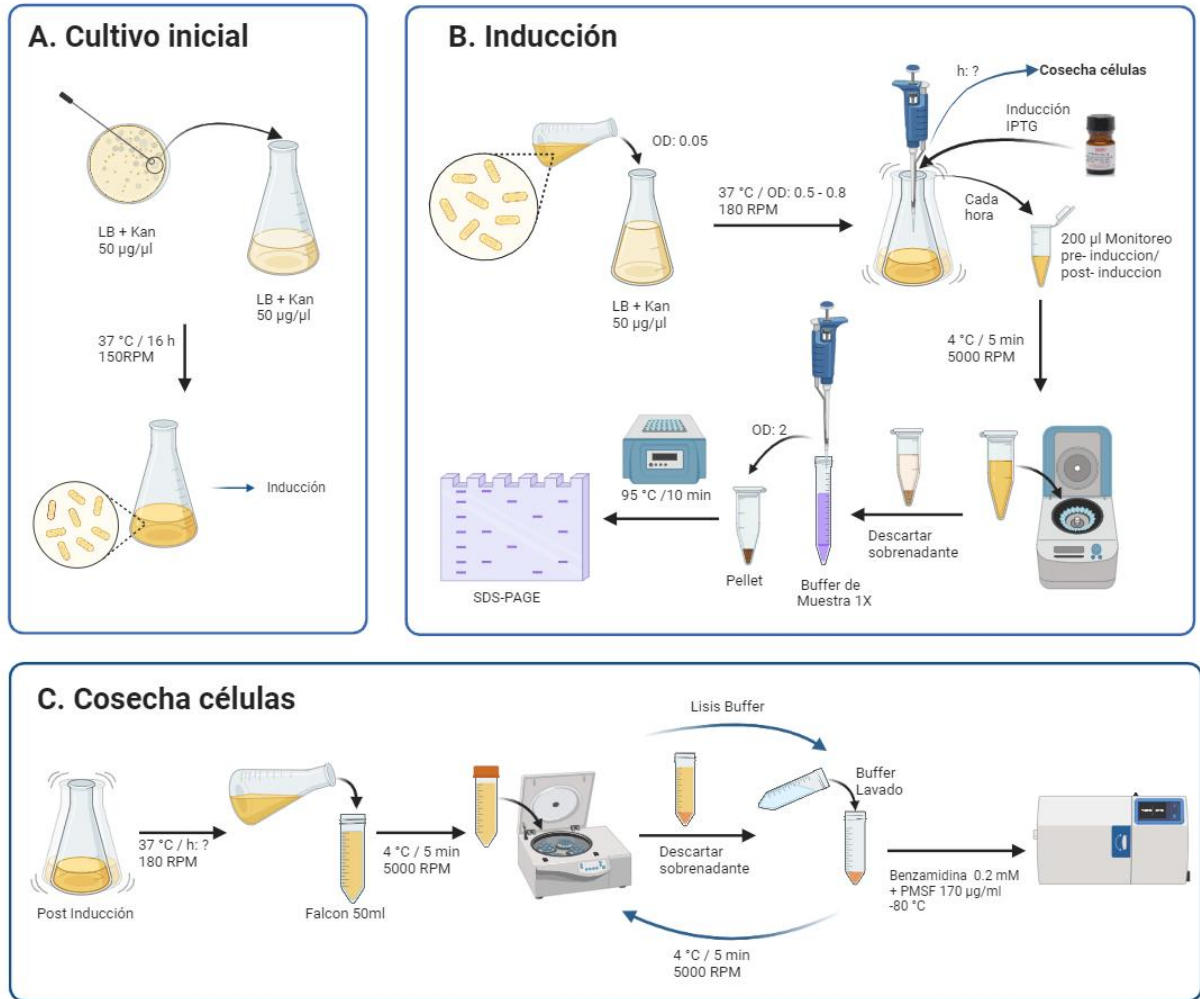 A. Cultivo inicial
LB + Kan
50 µg/µl
LB + Kan
50 µg/µl
37 °C / 16 h
150RPM
Inducción
B. Inducción
OD: 0.05
LB + Kan
50 µg/µl
37 °C / OD: 0.5 - 0.8
180 RPM
h: ?
Cosecha células
Inducción
IPTG
Cada
hora
200 µl Monitoreo
pre- induccion/
post- induccion
4 °C / 5 min
5000 RPM
Descartar
sobrenadante
Buffer de
Muestra 1X
OD: 2
Pellet
95 °C /10 min
SDS-PAGE
C. Cosecha células
Post Inducción
37 °C / h: ?
180 RPM
Falcon 50ml
4 °C / 5 min
5000 RPM
Descartar
sobrenadante
Lisis Buffer
Buffer
Lavado
4 °C / 5 min
5000 RPM
Benzamidina 0.2 mM
+ PMSF 170 µg/ml
-80 °C